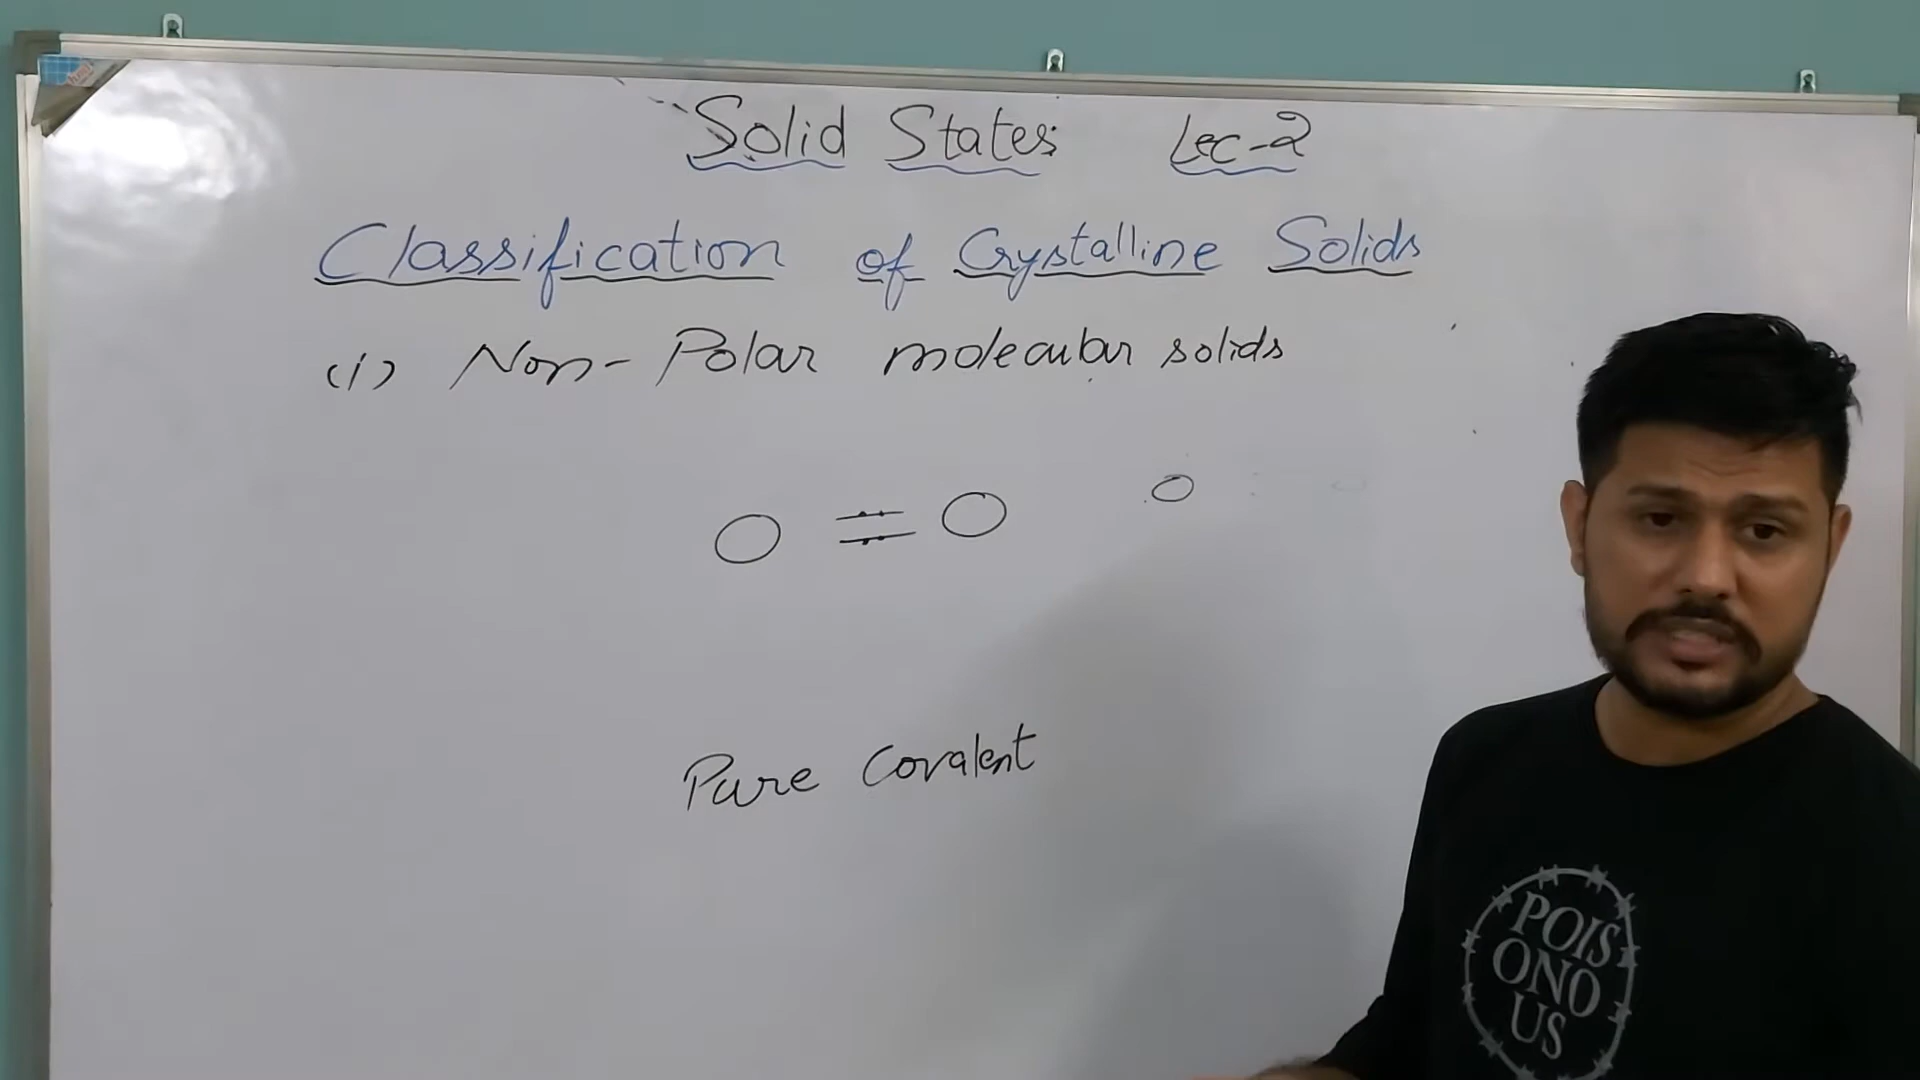 Solid States: Lec-2
Classification of Crystalline Solids
(i) Non-Polar molecular solids
O = O O
Pure Covalent
POIS
ONO
US